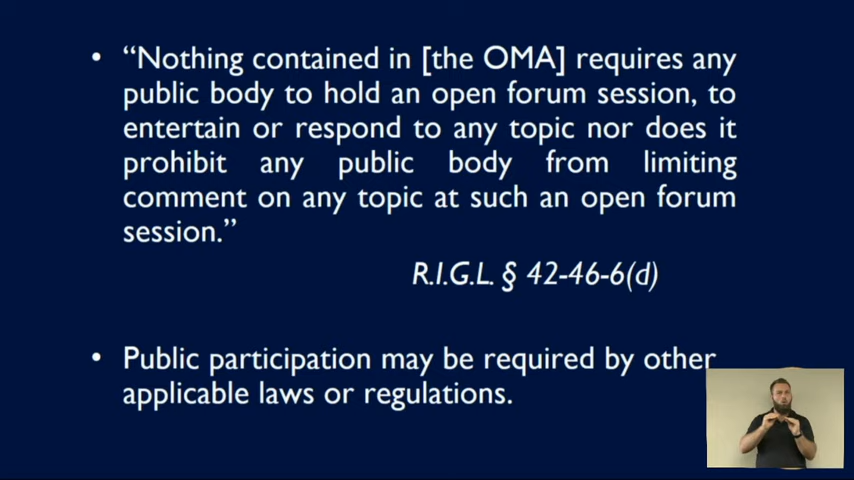 • “Nothing contained in [the OMA] requires any
public body to hold an open forum session, to
entertain or respond to any topic nor does it
prohibit any public body from limiting
comment on any topic at such an open forum
session.”
R.I.G.L. § 42-46-6(d)
• Public participation may be required by other
applicable laws or regulations.